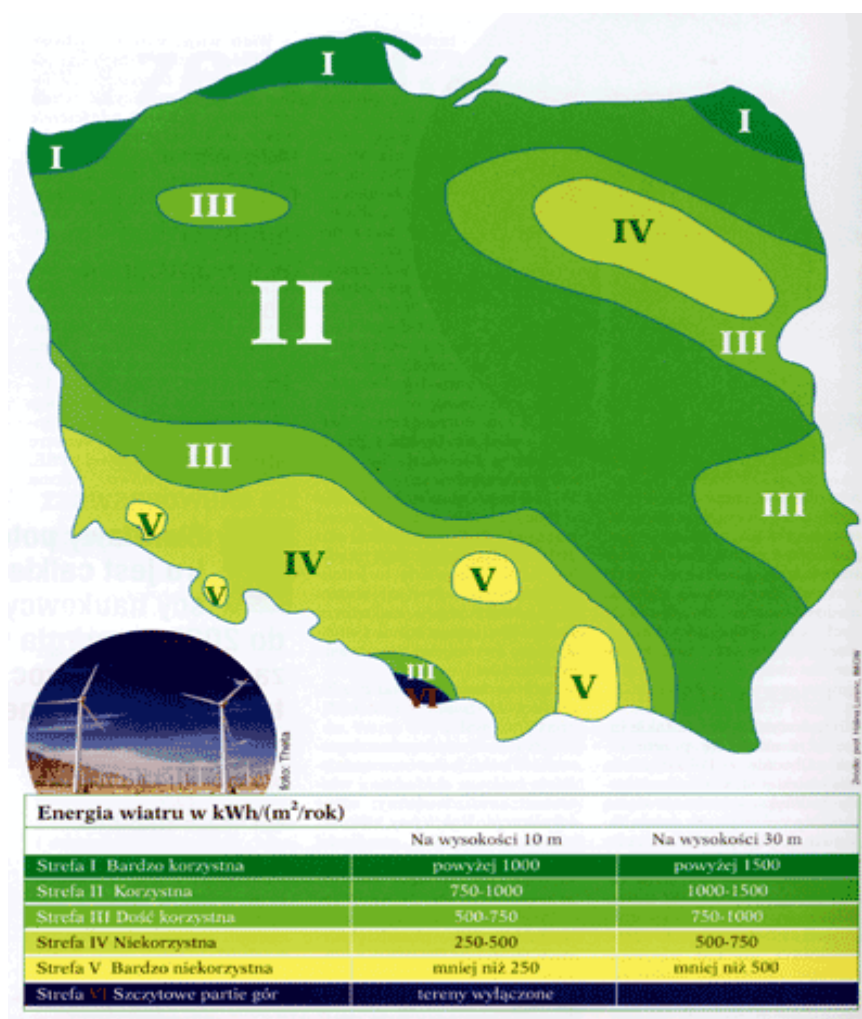 I
I
I
III
IV
II
III
III
III
V
IV
V
V
III
VI
V
foto: Theta
Energia wiatru w kWh/(m²/rok)
Na wysokości 10 m Na wysokości 30 m
Strefa I Bardzo korzystna powyżej 1000 powyżej 1500
Strefa II Korzystna 750-1000 1000-1500
Strefa III Dość korzystna 500-750 750-1000
Strefa IV Niekorzystna 250-500 500-750
Strefa V Bardzo niekorzystna mniej niż 250 mniej niż 500
Strefa VI Szczytowe partie gór tereny wyłączone